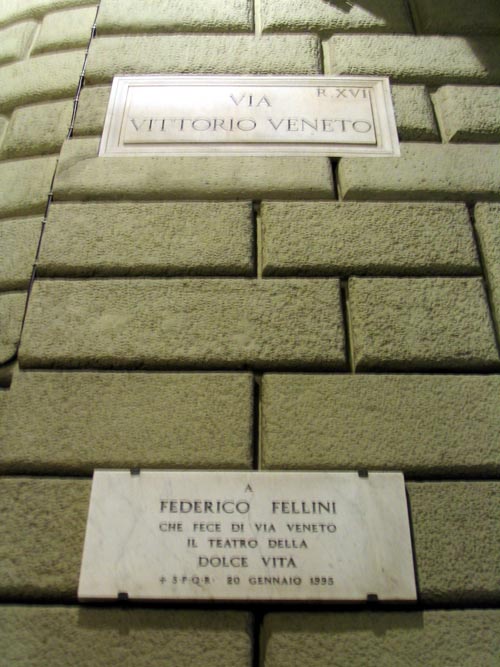 R.XVI
VIA
VITTORIO VENETO
A
FEDERICO FELLINI
CHE FECE DI VIA VENETO
IL TEATRO DELLA
DOLCE VITA
S·P·Q·R· 20 GENNAIO 1995